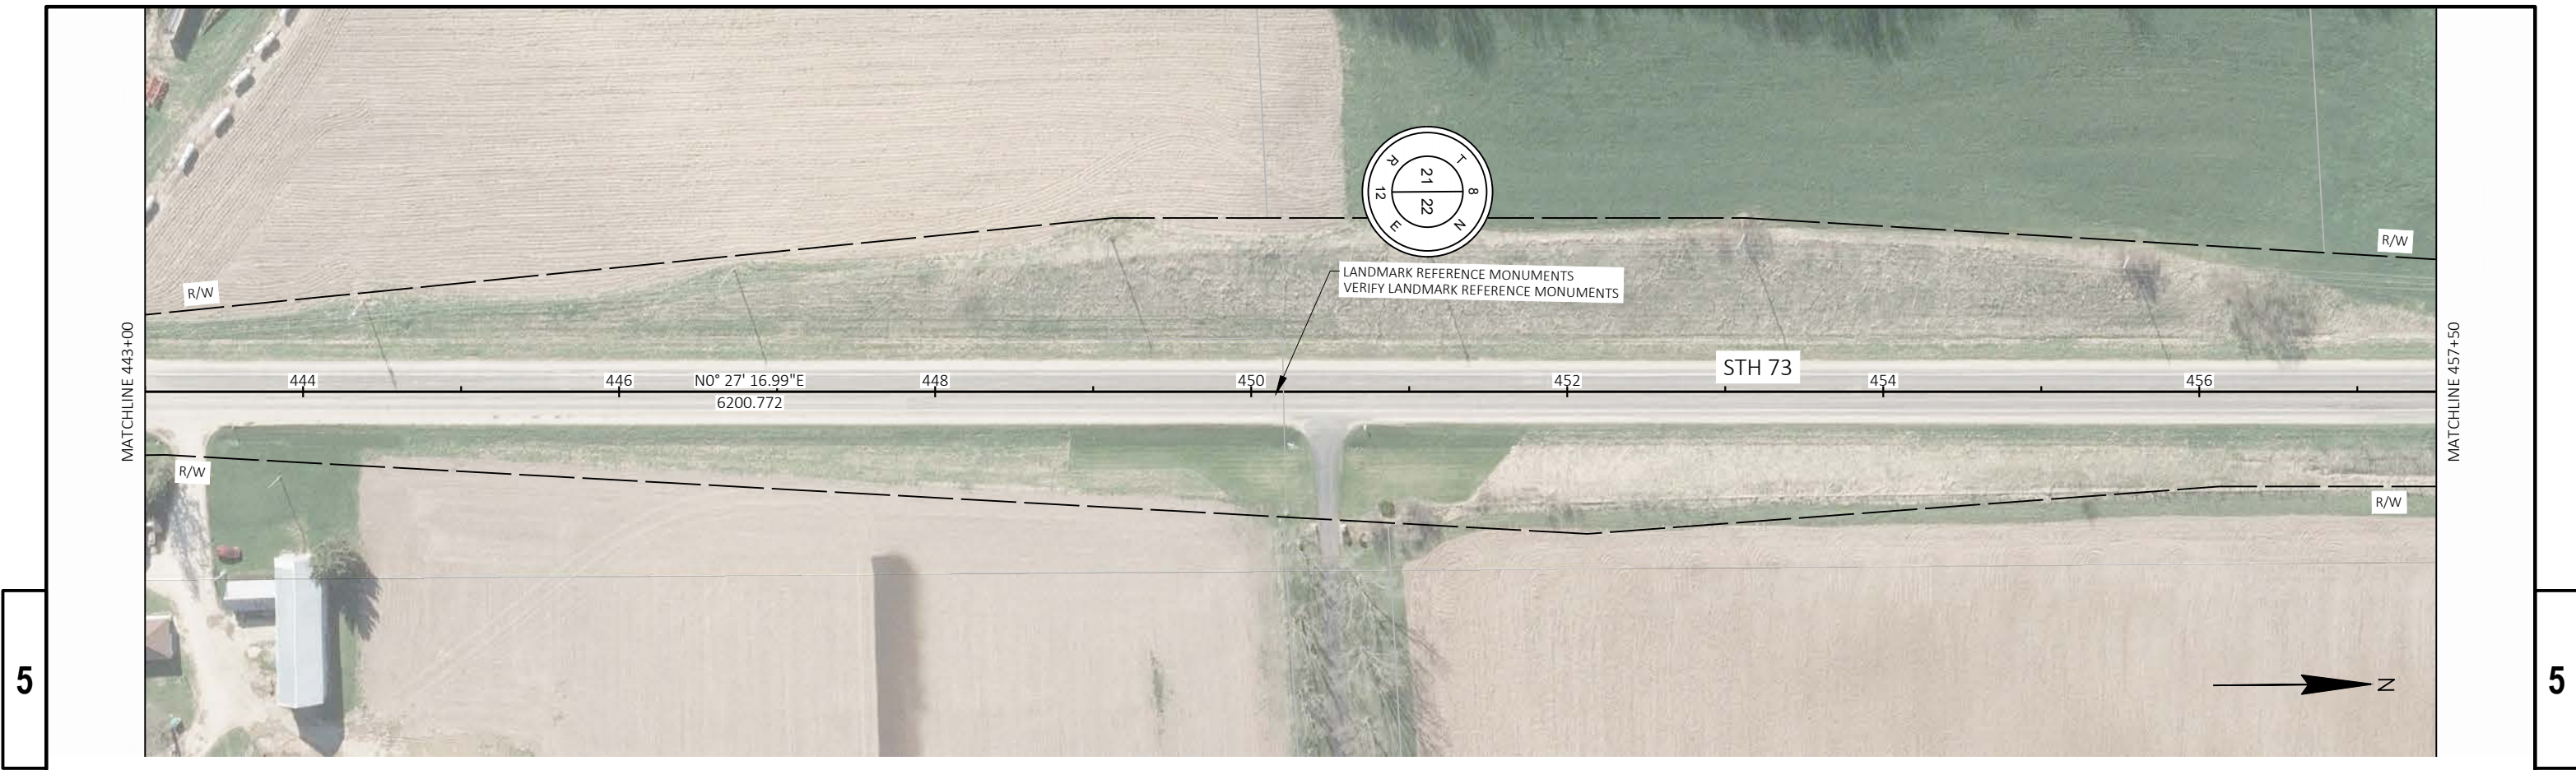 R/W
R/W
R
T
21
12
8
22
E
N
LANDMARK REFERENCE MONUMENTS
VERIFY LANDMARK REFERENCE MONUMENTS
MATCHLINE 443+00
MATCHLINE 457+50
STH 73
444
446
N0° 27' 16.99"E
448
450
452
454
456
6200.772
R/W
R/W
5
N
5